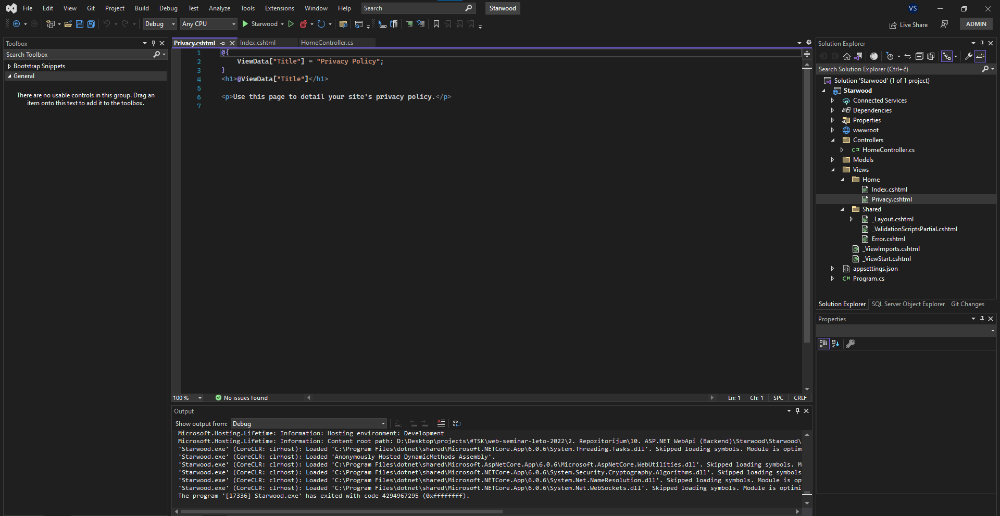 File Edit View Git Project Build Debug Test Analyze Tools Extensions Window Help Search Starwood VS
Debug Any CPU Starwood Live Share ADMIN
Toolbox
Search Toolbox
Bootstrap Snippets
General
There are no usable controls in this group. Drag an
item onto this text to add it to the toolbox.
Privacy.cshtml Index.cshtml HomeController.cs
1 @{
2 ViewData["Title"] = "Privacy Policy";
3 }
4 <h1>@ViewData["Title"]</h1>
5
6 <p>Use this page to detail your site's privacy policy.</p>
7
100 % No issues found Ln: 1 Ch: 1 SPC CRLF
Output
Show output from: Debug
Microsoft.Hosting.Lifetime: Information: Hosting environment: Development
Microsoft.Hosting.Lifetime: Information: Content root path: D:\Desktop\projects\#TSK\web-seminar-leto-2022\2. Repozitorijum\10. ASP.NET WebApi (Backend)\Starwood\Starwood\
'Starwood.exe' (CoreCLR: clrhost): Loaded 'C:\Program Files\dotnet\shared\Microsoft.NETCore.App\6.0.6\System.Threading.Tasks.dll'. Skipped loading symbols. Module is optim
'Starwood.exe' (CoreCLR: clrhost): Loaded 'Anonymously Hosted DynamicMethods Assembly'.
'Starwood.exe' (CoreCLR: clrhost): Loaded 'C:\Program Files\dotnet\shared\Microsoft.AspNetCore.App\6.0.6\Microsoft.AspNetCore.WebUtilities.dll'. Skipped loading symbols. M
'Starwood.exe' (CoreCLR: clrhost): Loaded 'C:\Program Files\dotnet\shared\Microsoft.NETCore.App\6.0.6\System.Security.Cryptography.Algorithms.dll'. Skipped loading symbols
'Starwood.exe' (CoreCLR: clrhost): Loaded 'C:\Program Files\dotnet\shared\Microsoft.NETCore.App\6.0.6\System.Net.NameResolution.dll'. Skipped loading symbols. Module is op
'Starwood.exe' (CoreCLR: clrhost): Loaded 'C:\Program Files\dotnet\shared\Microsoft.NETCore.App\6.0.6\System.Net.WebSockets.dll'. Skipped loading symbols. Module is optimi
The program '[17336] Starwood.exe' has exited with code 4294967295 (0xffffffff).
Solution Explorer
Search Solution Explorer (Ctrl+č)
Solution 'Starwood' (1 of 1 project)
Starwood
Connected Services
Dependencies
Properties
wwwroot
Controllers
C# HomeController.cs
Models
Views
Home
Index.cshtml
Privacy.cshtml
Shared
_Layout.cshtml
_ValidationScriptsPartial.cshtml
Error.cshtml
_ViewImports.cshtml
_ViewStart.cshtml
appsettings.json
C# Program.cs
Solution Explorer SQL Server Object Explorer Git Changes
Properties